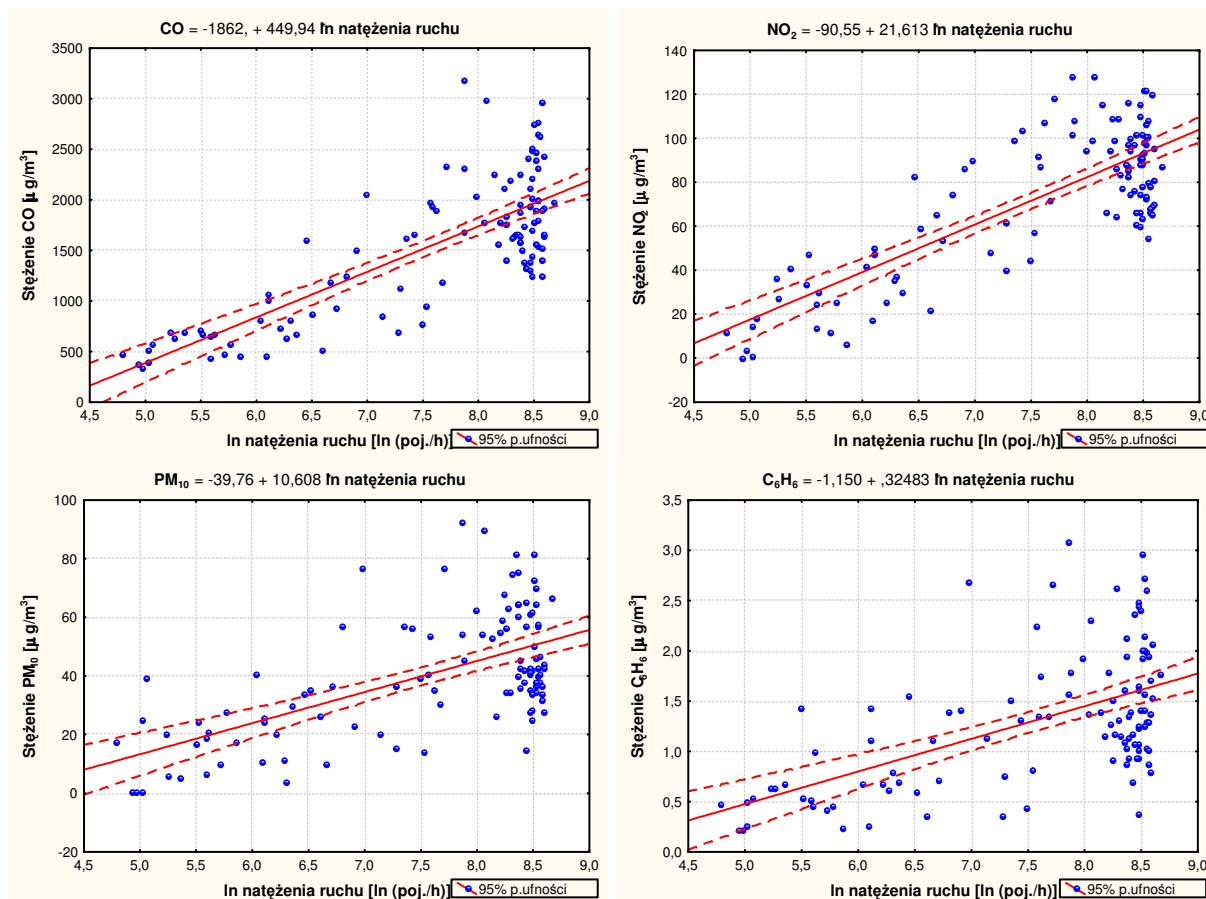 CO = -1862, + 449,94 ln natężenia ruchu
Stężenie CO [μ g/m³]
3500
3000
2500
2000
1500
1000
500
0
4,5 5,0 5,5 6,0 6,5 7,0 7,5 8,0 8,5 9,0
ln natężenia ruchu [ln (poj./h)]
95% p.ufności
NO₂ = -90,55 + 21,613 ln natężenia ruchu
Stężenie NO₂ [μ g/m³]
140
120
100
80
60
40
20
0
-20
4,5 5,0 5,5 6,0 6,5 7,0 7,5 8,0 8,5 9,0
ln natężenia ruchu [ln (poj./h)]
95% p.ufności
PM₁₀ = -39,76 + 10,608 ln natężenia ruchu
Stężenie PM₁₀ [μ g/m³]
100
80
60
40
20
0
-20
4,5 5,0 5,5 6,0 6,5 7,0 7,5 8,0 8,5 9,0
ln natężenia ruchu [ln (poj./h)]
95% p.ufności
C₆H₆ = -1,150 + ,32483 ln natężenia ruchu
Stężenie C₆H₆ [μ g/m³]
3,5
3,0
2,5
2,0
1,5
1,0
0,5
0,0
4,5 5,0 5,5 6,0 6,5 7,0 7,5 8,0 8,5 9,0
ln natężenia ruchu [ln (poj./h)]
95% p.ufności